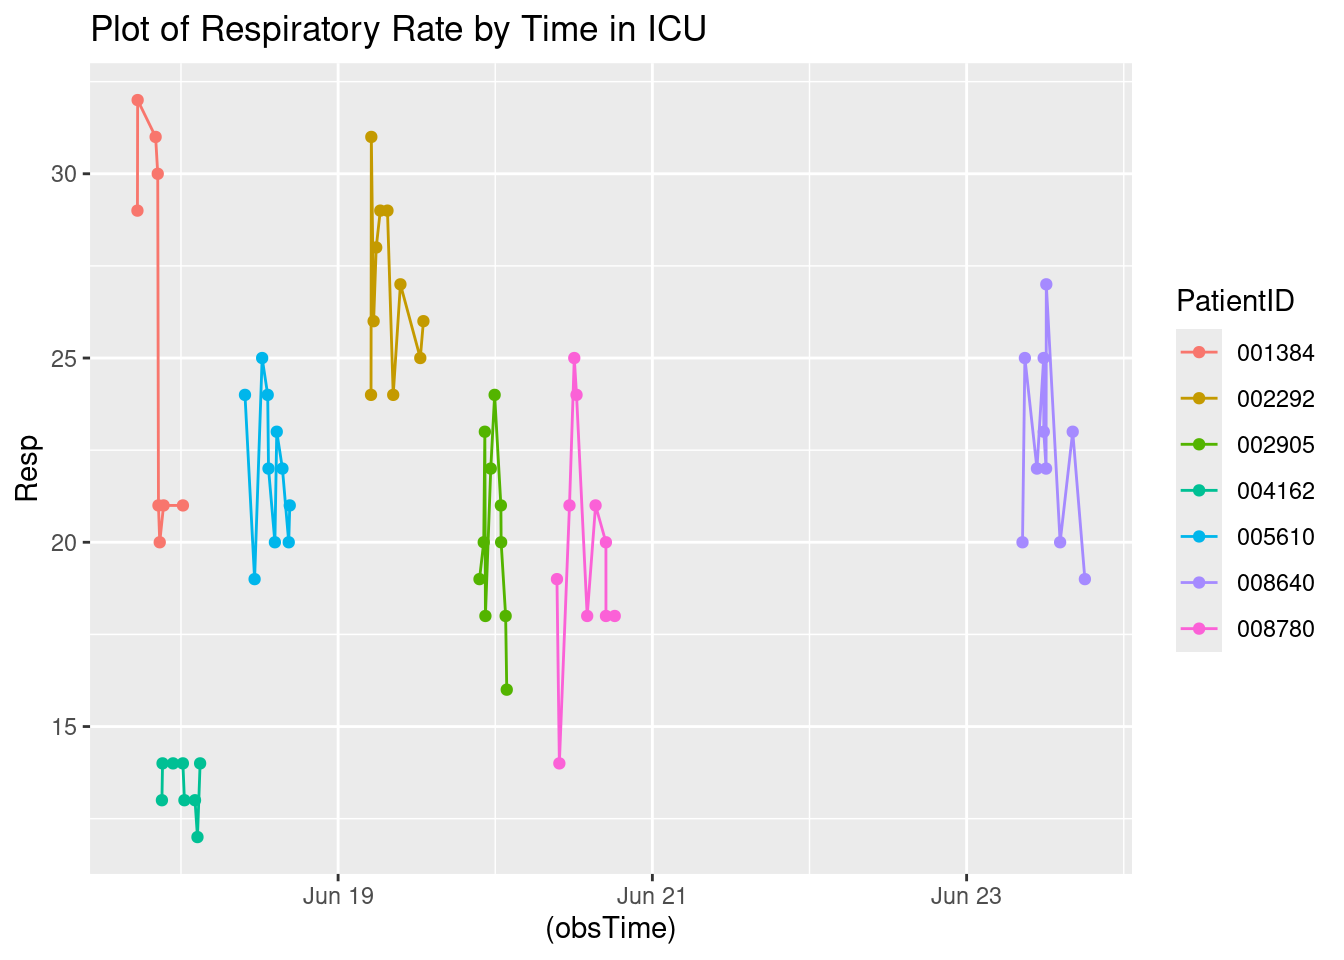 Plot of Respiratory Rate by Time in ICU
30
25
20
15
Resp
Jun 19
Jun 21
Jun 23
(obsTime)
PatientID
001384
002292
002905
004162
005610
008640
008780